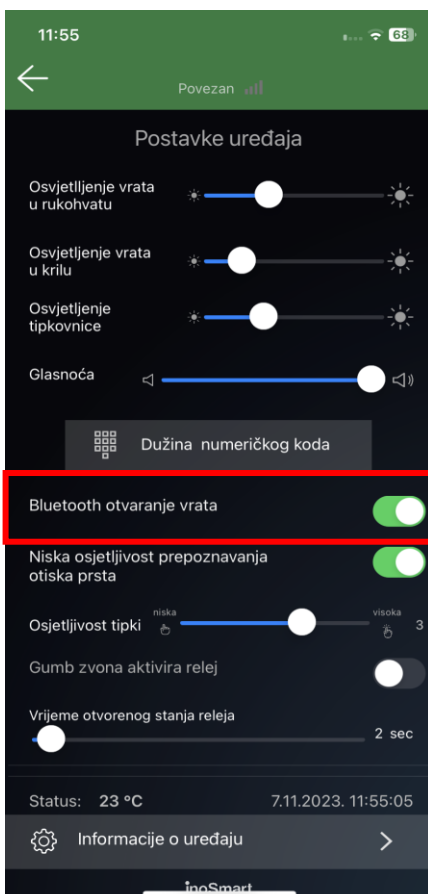 11:55
68
Povezan
Postavke uređaja
Osvjetlljenje vrata
u rukohvatu
Osvjetljenje vrata
u krilu
Osvjetljenje
tipkovnice
Glasnoća
Dužina numeričkog koda
Bluetooth otvaranje vrata
Niska osjetljivost prepoznavanja
otiska prsta
niska
visoka
Osjetljivost tipki
3
Gumb zvona aktivira relej
Vrijeme otvorenog stanja releja
2 sec
Status: 23 °C 7.11.2023. 11:55:05
Informacije o uređaju
inoSmart